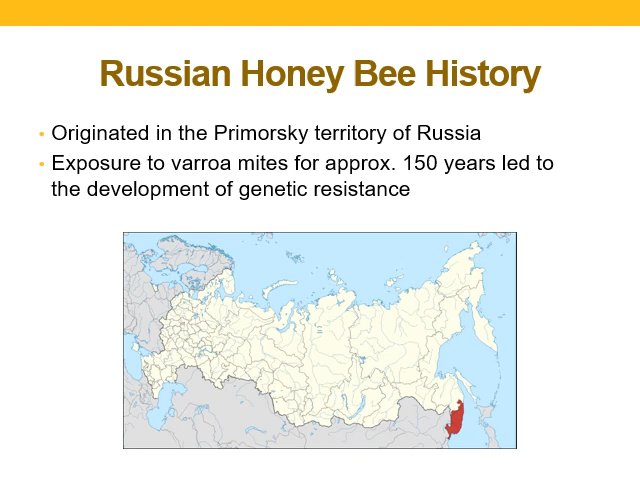 Russian Honey Bee History
• Originated in the Primorsky territory of Russia
• Exposure to varroa mites for approx. 150 years led to
the development of genetic resistance